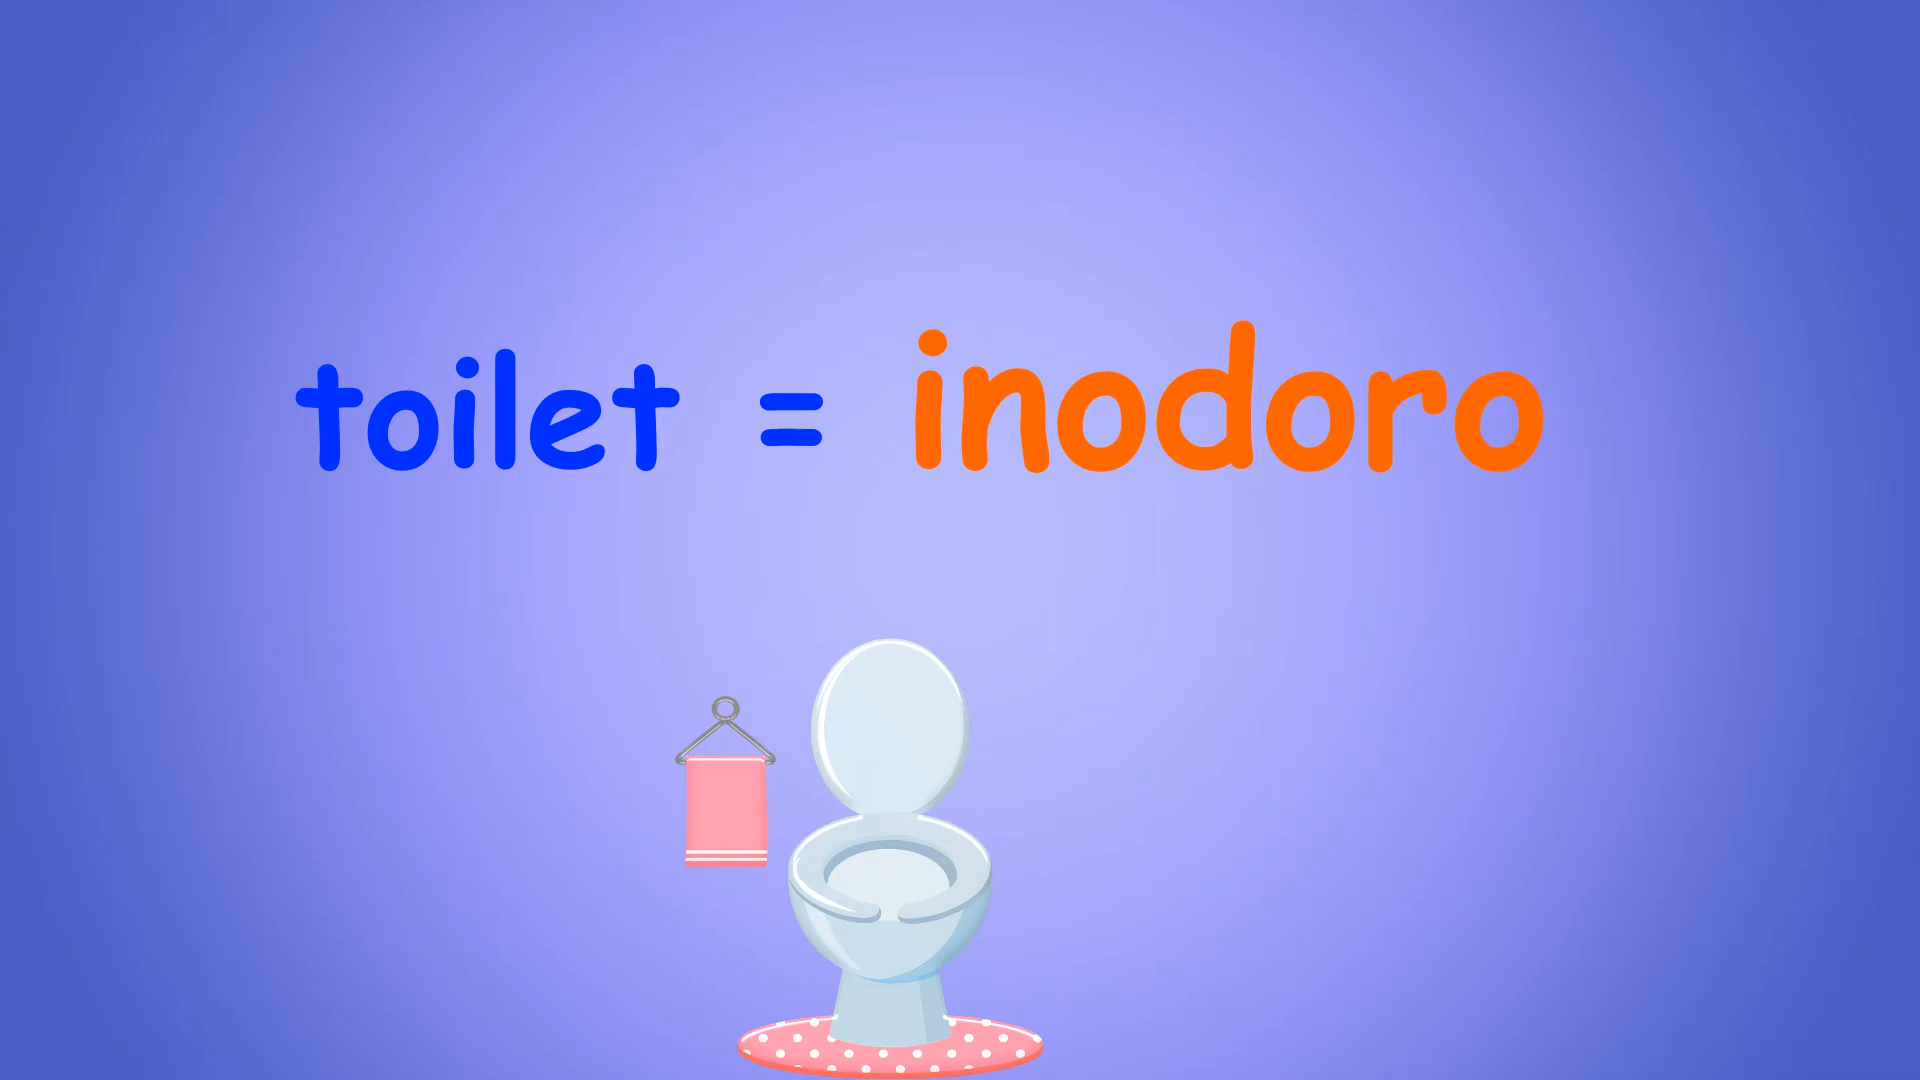 toilet = inodoro